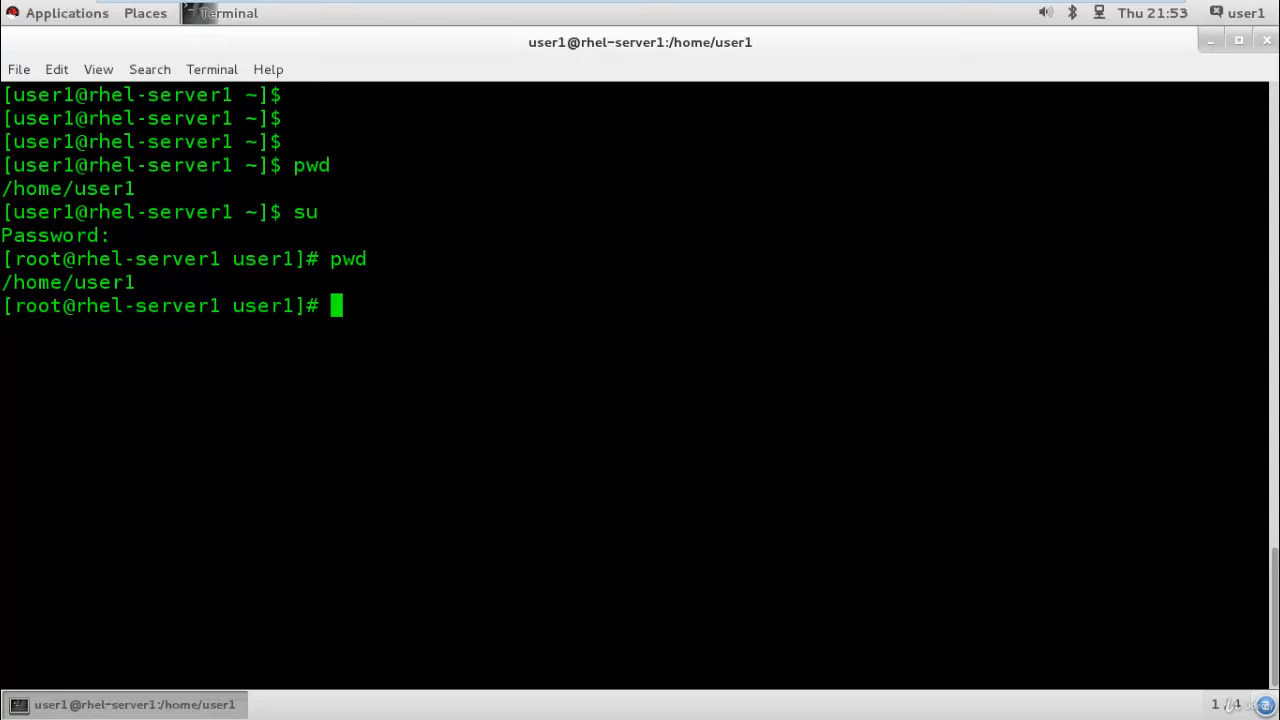 Applications Places Terminal Thu 21:53 user1
user1@rhel-server1:/home/user1
File Edit View Search Terminal Help
[user1@rhel-server1 ~]$
[user1@rhel-server1 ~]$
[user1@rhel-server1 ~]$
[user1@rhel-server1 ~]$ pwd
/home/user1
[user1@rhel-server1 ~]$ su
Password:
[root@rhel-server1 user1]# pwd
/home/user1
[root@rhel-server1 user1]#
user1@rhel-server1:/home/user1